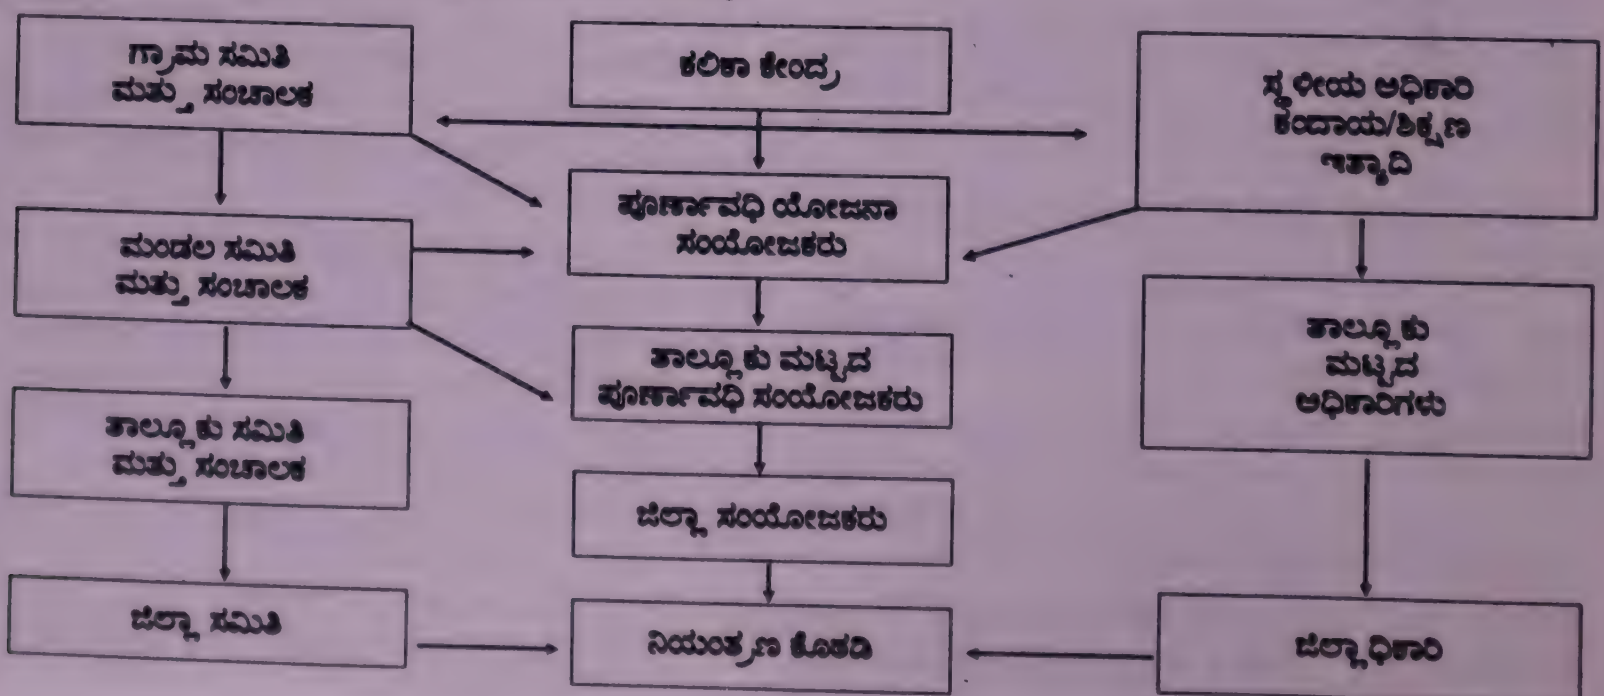 ಗ್ರಾಮ ಸಮಿತಿ
ಮತ್ತು ಸಂಚಾಲಕ
ಕಲಿಕಾ ಕೇಂದ್ರ
ಸ್ಥಳೀಯ ಅಧಿಕಾರಿ
ಕಂದಾಯ/ಶಿಕ್ಷಣ
ಇತ್ಯಾದಿ
ಪೂರ್ಣಾವಧಿ ಯೋಜನಾ
ಸಂಯೋಜಕರು
ಮಂಡಲ ಸಮಿತಿ
ಮತ್ತು ಸಂಚಾಲಕ
ತಾಲ್ಲೂಕು ಮಟ್ಟದ
ಪೂರ್ಣಾವಧಿ ಸಂಯೋಜಕರು
ತಾಲ್ಲೂಕು
ಮಟ್ಟದ
ಅಧಿಕಾರಿಗಳು
ತಾಲ್ಲೂಕು ಸಮಿತಿ
ಮತ್ತು ಸಂಚಾಲಕ
ಜಿಲ್ಲಾ ಸಂಯೋಜಕರು
ಜಿಲ್ಲಾ ಸಮಿತಿ
ನಿಯಂತ್ರಣ ಕೊಠಡಿ
ಜಿಲ್ಲಾಧಿಕಾರಿ